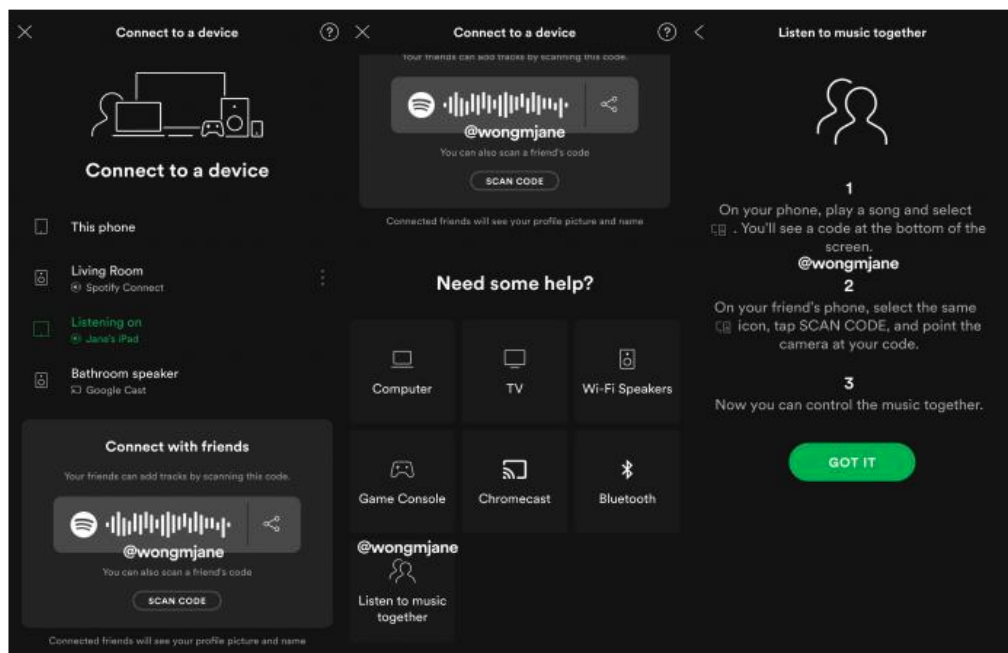 Connect to a device
Connect to a device
This phone
Living Room
Spotify Connect
Listening on
Jane's iPad
Bathroom speaker
Google Cast
Connect with friends
Your friends can add tracks by scanning this code.
@wongmjane
You can also scan a friend's code
SCAN CODE
Connected friends will see your profile picture and name
Connect to a device
?
Your friends can add tracks by scanning this code.
@wongmjane
You can also scan a friend's code
SCAN CODE
Connected friends will see your profile picture and name
Need some help?
Computer
TV
Wi-Fi Speakers
Game Console
Chromecast
Bluetooth
@wongmjane
Listen to music
together
Listen to music together
1
On your phone, play a song and select
. You'll see a code at the bottom of the
screen.
@wongmjane
2
On your friend's phone, select the same
icon, tap SCAN CODE, and point the
camera at your code.
3
Now you can control the music together.
GOT IT